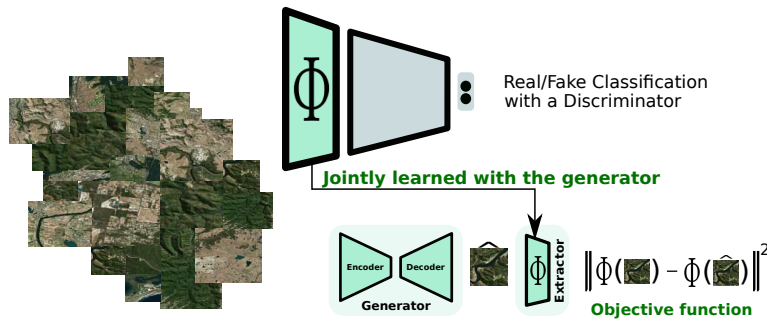 Φ
Real/Fake Classification
with a Discriminator
Jointly learned with the generator
Encoder
Decoder
Generator
Φ
Extractor
‖Φ( ) − Φ( ^ )‖²
Objective function